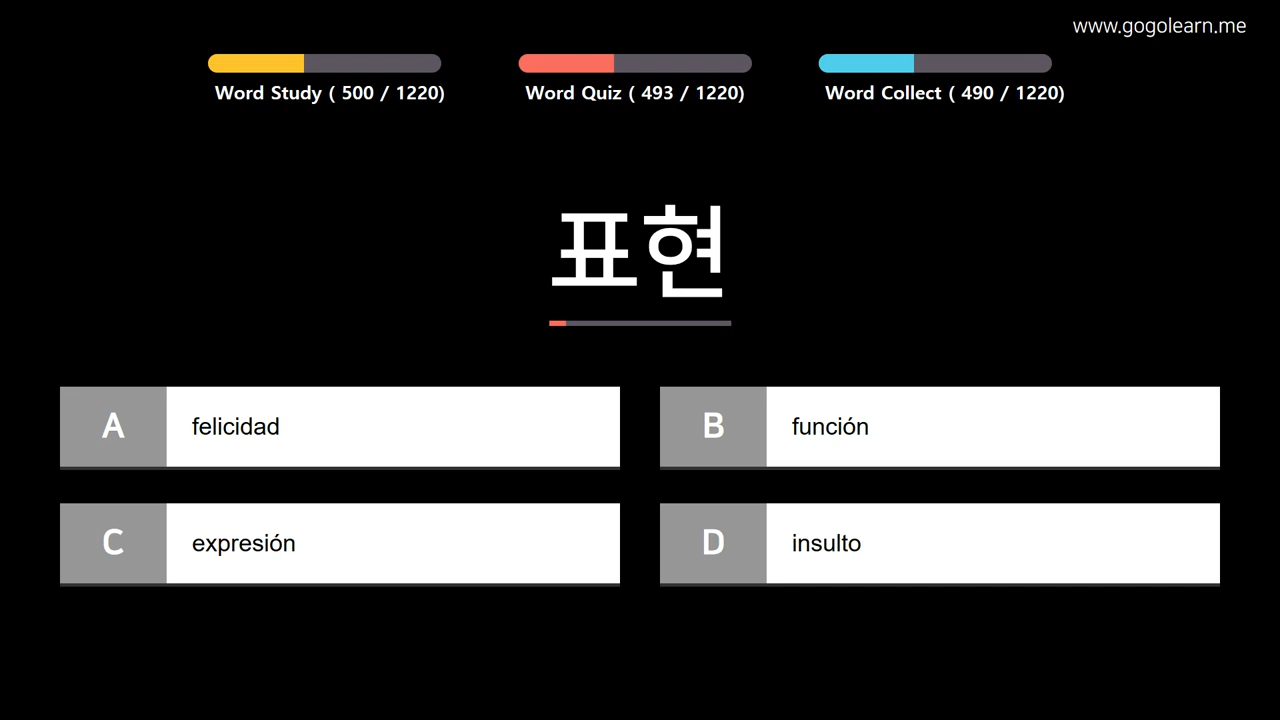 www.gogolearn.me
Word Study ( 500 / 1220)
Word Quiz ( 493 / 1220)
Word Collect ( 490 / 1220)
표현
A felicidad
B función
C expresión
D insulto